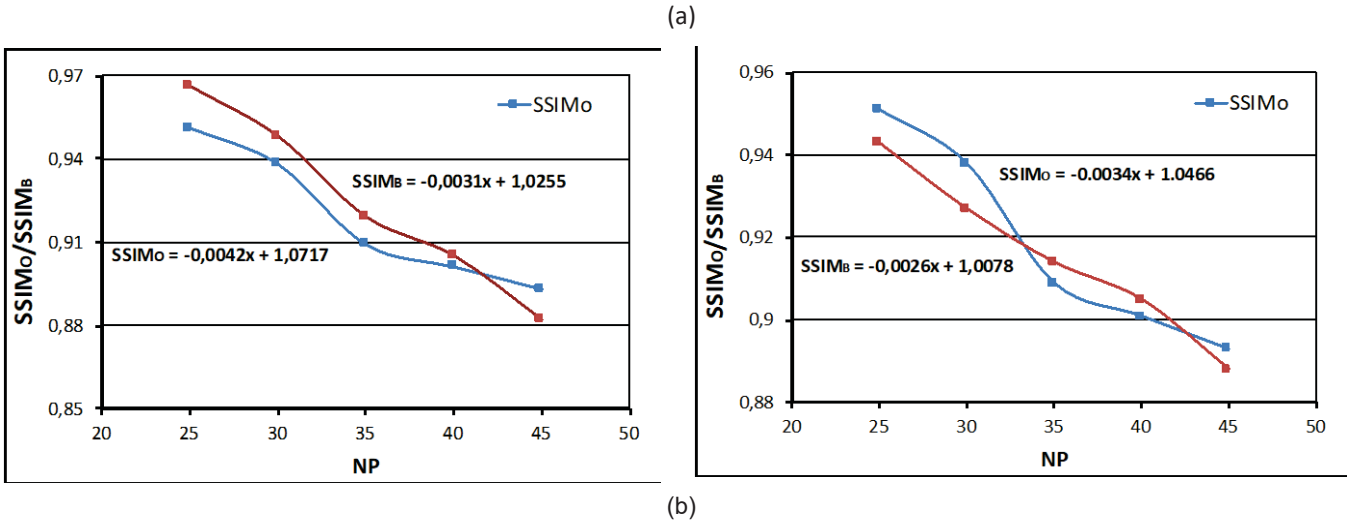 (a)
0,97
0,94
0,91
0,88
0,85
20 25 30 35 40 45 50
NP
SSIMO/SSIMB
SSIMo
SSIMB = -0,0031x + 1,0255
SSIMO = -0,0042x + 1,0717
0,96
0,94
0,92
0,9
0,88
20 25 30 35 40 45 50
NP
SSIMO/SSIMB
SSIMo
SSIMO = -0.0034x + 1.0466
SSIMB = -0,0026x + 1,0078
(b)